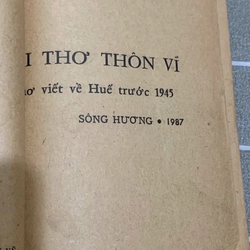 I THƠ THÔN VĨ
ơ viết về Huế trước 1945
SÔNG HƯƠNG • 1987